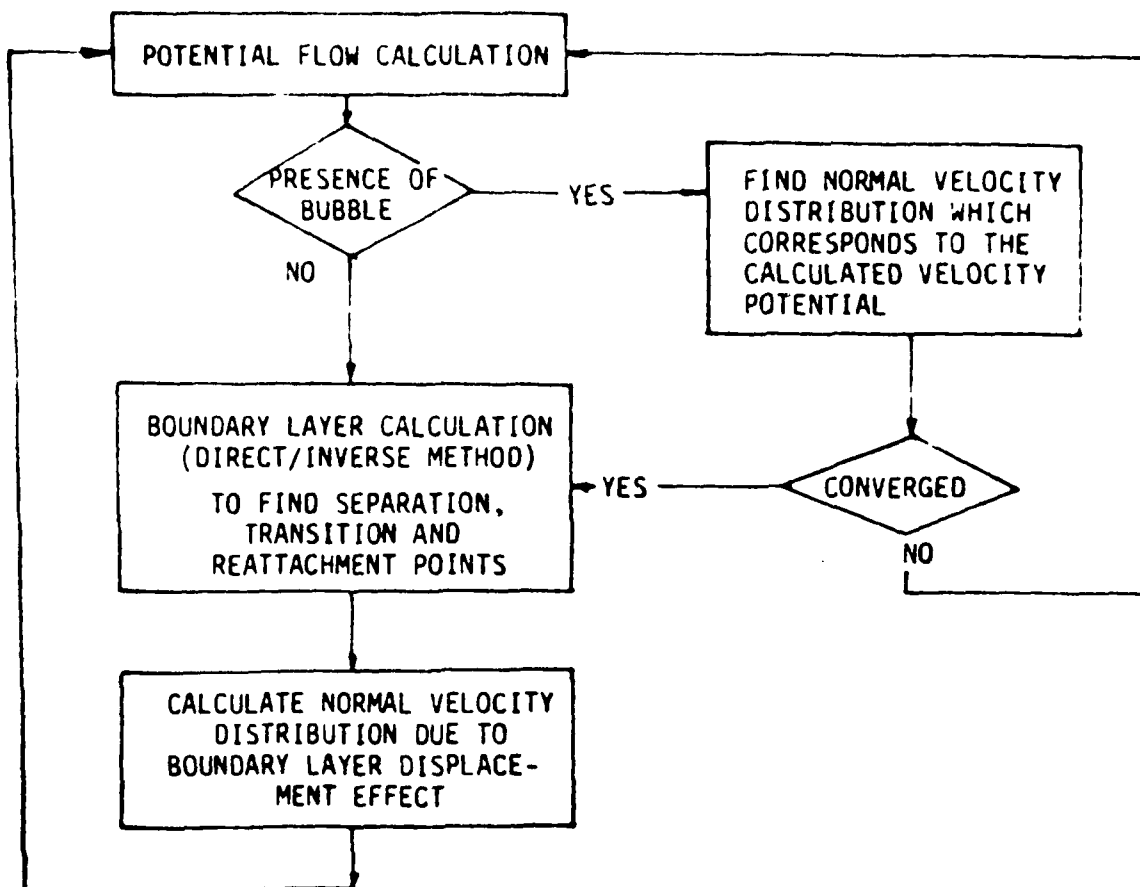 POTENTIAL FLOW CALCULATION
PRESENCE OF
BUBBLE
YES
NO
FIND NORMAL VELOCITY
DISTRIBUTION WHICH
CORRESPONDS TO THE
CALCULATED VELOCITY
POTENTIAL
BOUNDARY LAYER CALCULATION
(DIRECT/INVERSE METHOD)
TO FIND SEPARATION,
TRANSITION AND
REATTACHMENT POINTS
YES
CONVERGED
NO
CALCULATE NORMAL VELOCITY
DISTRIBUTION DUE TO
BOUNDARY LAYER DISPLACE-
MENT EFFECT